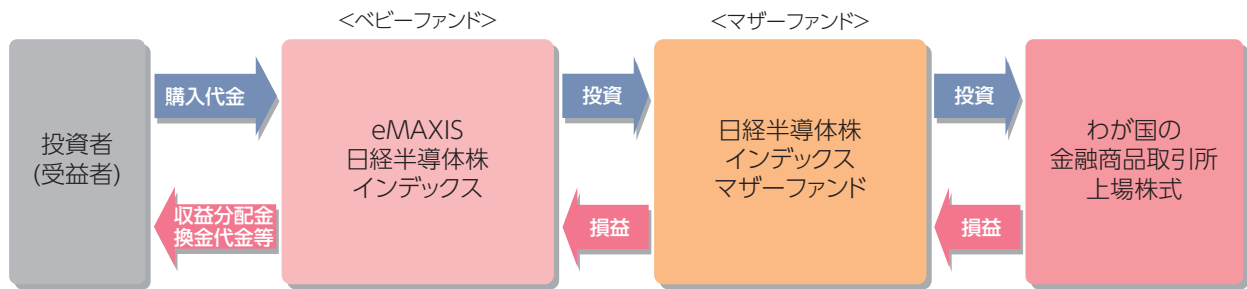 <ベビーファンド>
<マザーファンド>
投資者
(受益者)
購入代金
収益分配金
換金代金等
eMAXIS
日経半導体株
インデックス
投資
損益
日経半導体株
インデックス
マザーファンド
投資
損益
わが国の
金融商品取引所
上場株式